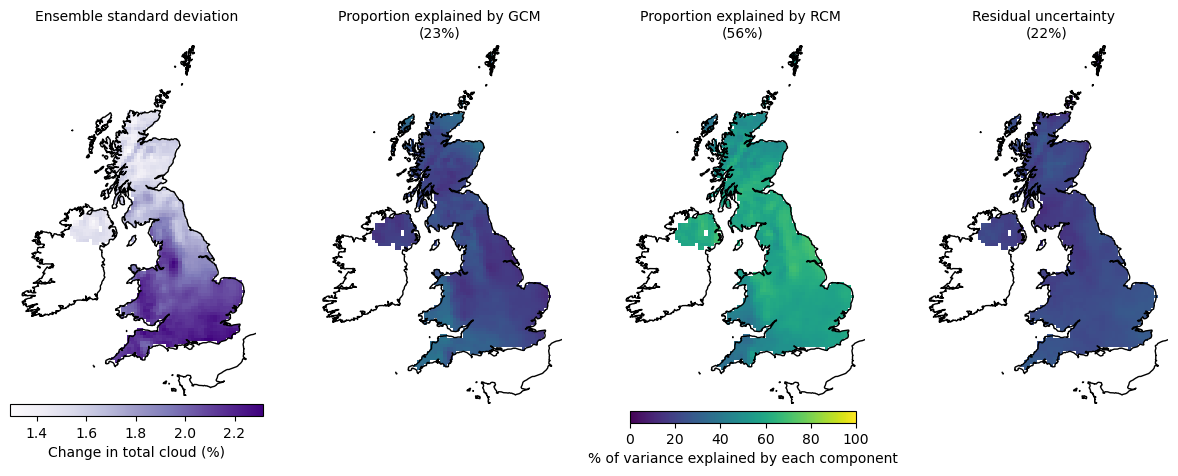 Ensemble standard deviation
Proportion explained by GCM
(23%)
Proportion explained by RCM
(56%)
Residual uncertainty
(22%)
1.4 1.6 1.8 2.0 2.2
Change in total cloud (%)
0 20 40 60 80 100
% of variance explained by each component